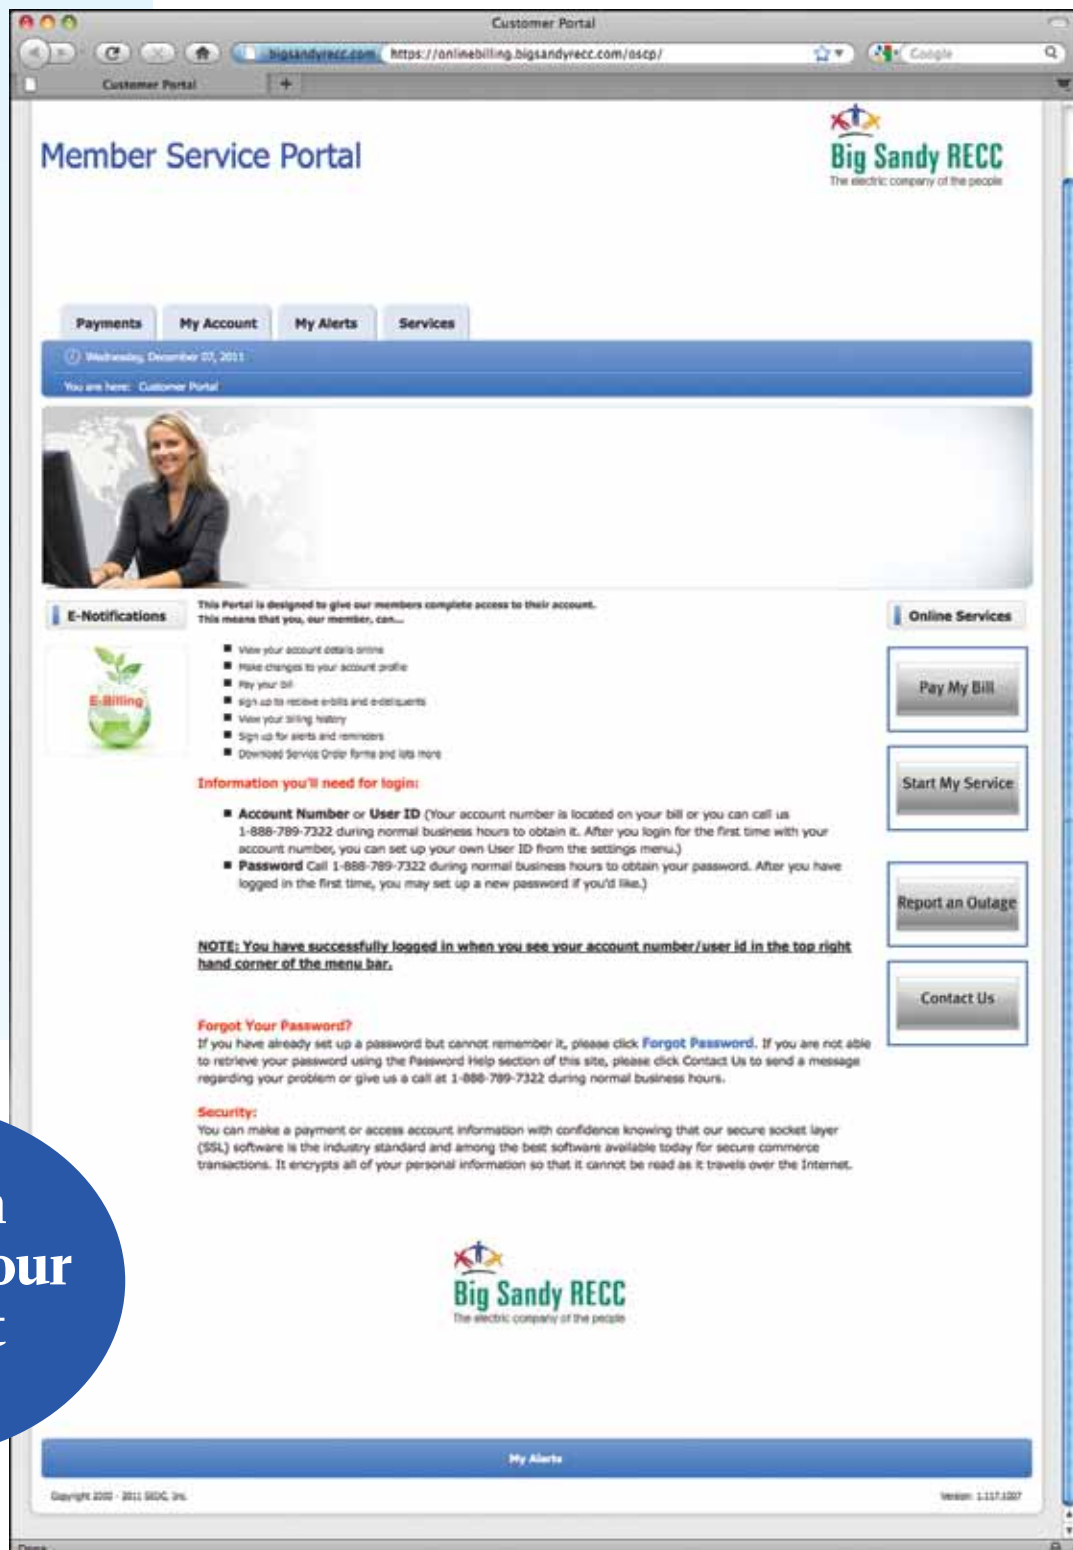 Customer Portal
bigsandyrecc.com https://onlinebilling.bigsandyrecc.com/oscp/ Google
Customer Portal +
Member Service Portal
Big Sandy RECC
The electric company of the people
Payments My Account My Alerts Services
Wednesday, December 07, 2011
You are here: Customer Portal
E-Notifications
E-Billing
This Portal is designed to give our members complete access to their account.
This means that you, our member, can...
View your account details online
Make changes to your account profile
Pay your bill
sign up to recieve e-bills and e-deliquents
View your billing history
Sign up for alerts and reminders
Download Service Order forms and lots more
Information you'll need for login:
Account Number or User ID (Your account number is located on your bill or you can call us
1-888-789-7322 during normal business hours to obtain it. After you login for the first time with your
account number, you can set up your own User ID from the settings menu.)
Password Call 1-888-789-7322 during normal business hours to obtain your password. After you have
logged in the first time, you may set up a new password if you'd like.)
NOTE: You have successfully logged in when you see your account number/user id in the top right
hand corner of the menu bar.
Forgot Your Password?
If you have already set up a password but cannot remember it, please click Forgot Password. If you are not able
to retrieve your password using the Password Help section of this site, please click Contact Us to send a message
regarding your problem or give us a call at 1-888-789-7322 during normal business hours.
Security:
You can make a payment or access account information with confidence knowing that our secure socket layer
(SSL) software is the industry standard and among the best software available today for secure commerce
transactions. It encrypts all of your personal information so that it cannot be read as it travels over the Internet.
Online Services
Pay My Bill
Start My Service
Report an Outage
Contact Us
Big Sandy RECC
The electric company of the people
My Alerts
Copyright 2002 - 2011 SEDC, Inc.
Version: 1.117.1007
Done